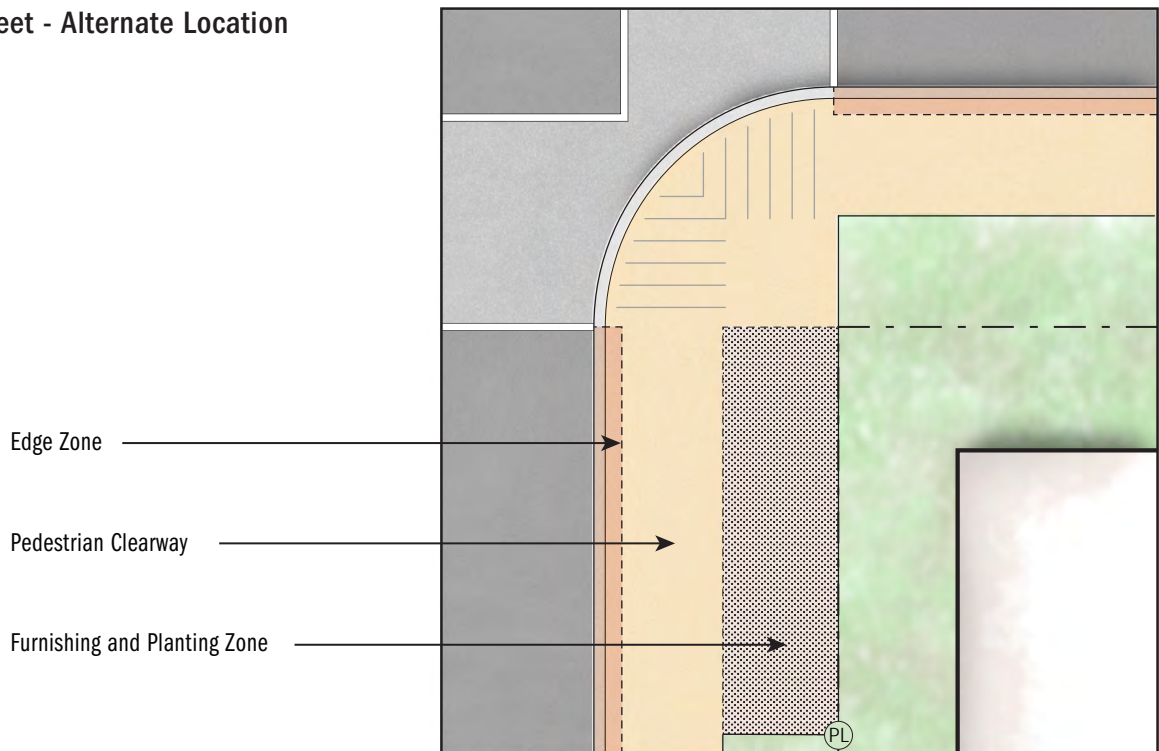 eet - Alternate Location
Edge Zone
Pedestrian Clearway
Furnishing and Planting Zone
PL